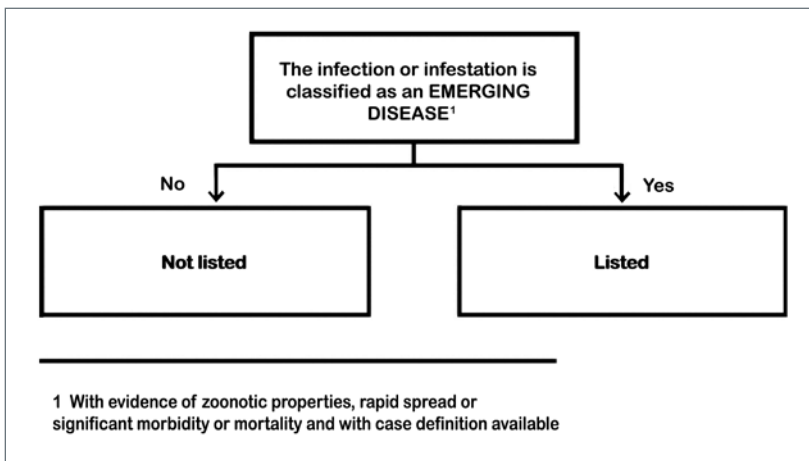 The infection or infestation is
classified as an EMERGING
DISEASE¹
No
Yes
Not listed
Listed
1 With evidence of zoonotic properties, rapid spread or
significant morbidity or mortality and with case definition available